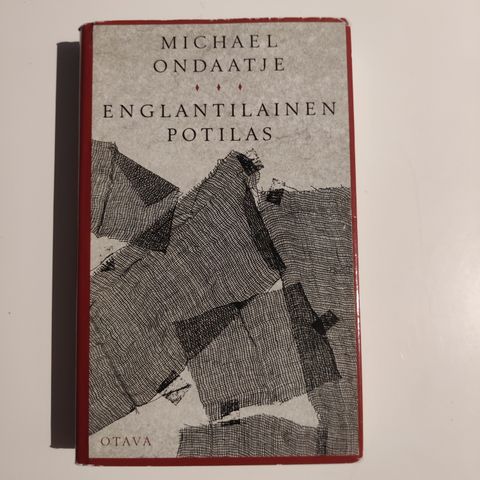 MICHAEL
ONDAATJE
ENGLANTILAINEN
POTILAS
OTAVA